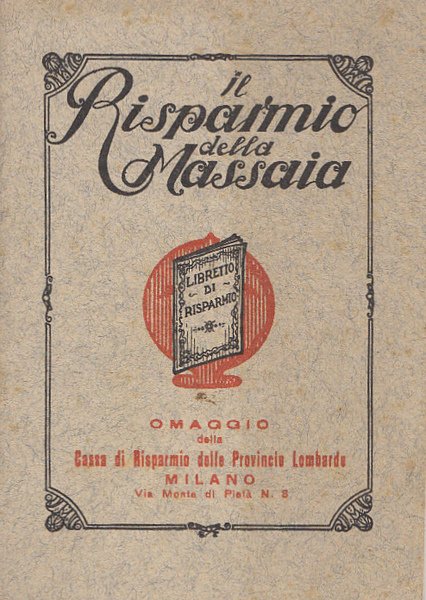 Il
Risparmio
della
Massaia
LIBRETTO
DI
RISPARMIO
OMAGGIO
della
Cassa di Risparmio delle Provincie Lombarde
MILANO
Via Monte di Pietà N. 8